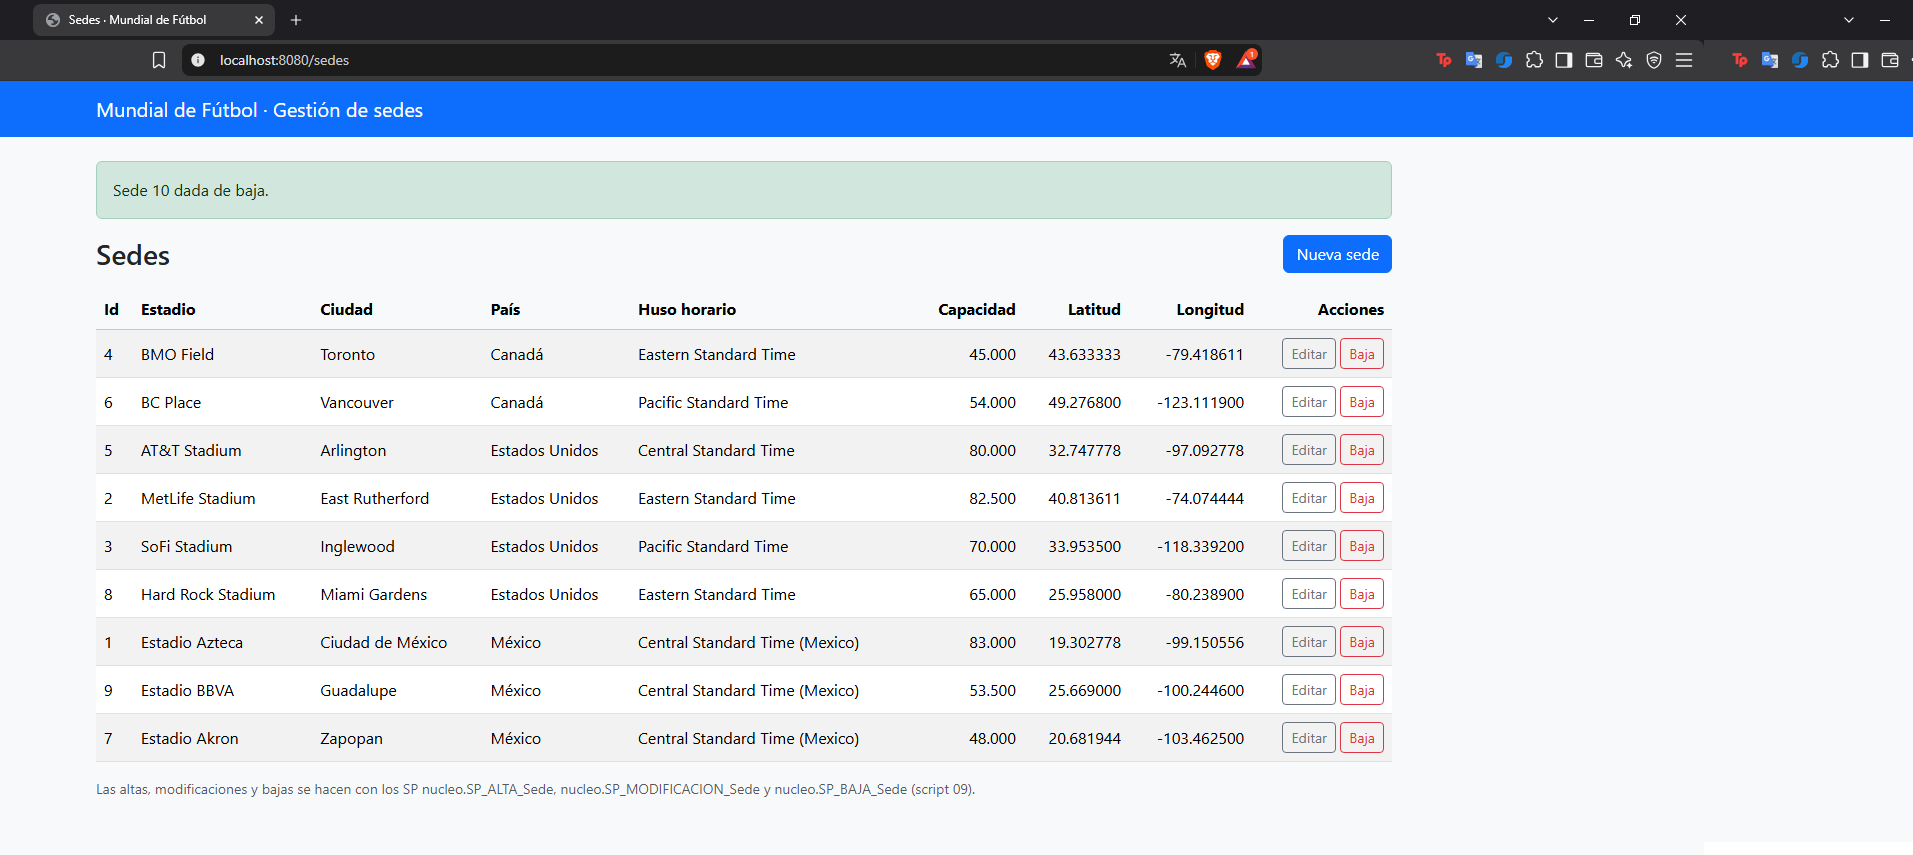 Sedes · Mundial de Fútbol
localhost:8080/sedes
1
Mundial de Fútbol · Gestión de sedes
Sede 10 dada de baja.
Sedes
Nueva sede
Id Estadio Ciudad País Huso horario Capacidad Latitud Longitud Acciones
4 BMO Field Toronto Canadá Eastern Standard Time 45.000 43.633333 -79.418611 Editar Baja
6 BC Place Vancouver Canadá Pacific Standard Time 54.000 49.276800 -123.111900 Editar Baja
5 AT&T Stadium Arlington Estados Unidos Central Standard Time 80.000 32.747778 -97.092778 Editar Baja
2 MetLife Stadium East Rutherford Estados Unidos Eastern Standard Time 82.500 40.813611 -74.074444 Editar Baja
3 SoFi Stadium Inglewood Estados Unidos Pacific Standard Time 70.000 33.953500 -118.339200 Editar Baja
8 Hard Rock Stadium Miami Gardens Estados Unidos Eastern Standard Time 65.000 25.958000 -80.238900 Editar Baja
1 Estadio Azteca Ciudad de México México Central Standard Time (Mexico) 83.000 19.302778 -99.150556 Editar Baja
9 Estadio BBVA Guadalupe México Central Standard Time (Mexico) 53.500 25.669000 -100.244600 Editar Baja
7 Estadio Akron Zapopan México Central Standard Time (Mexico) 48.000 20.681944 -103.462500 Editar Baja
Las altas, modificaciones y bajas se hacen con los SP nucleo.SP_ALTA_Sede, nucleo.SP_MODIFICACION_Sede y nucleo.SP_BAJA_Sede (script 09).